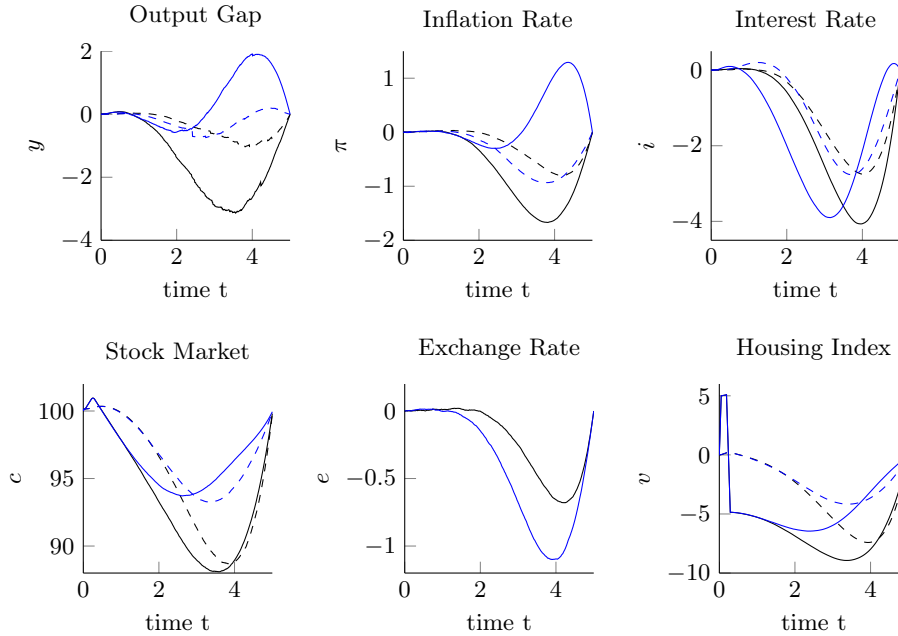 Output Gap
2
0
−2
−4
y
0 2 4
time t
Inflation Rate
1
0
−1
−2
π
0 2 4
time t
Interest Rate
0
−2
−4
i
0 2 4
time t
Stock Market
100
95
90
c
0 2 4
time t
Exchange Rate
0
−0.5
−1
e
0 2 4
time t
Housing Index
5
0
−5
−10
v
0 2 4
time t